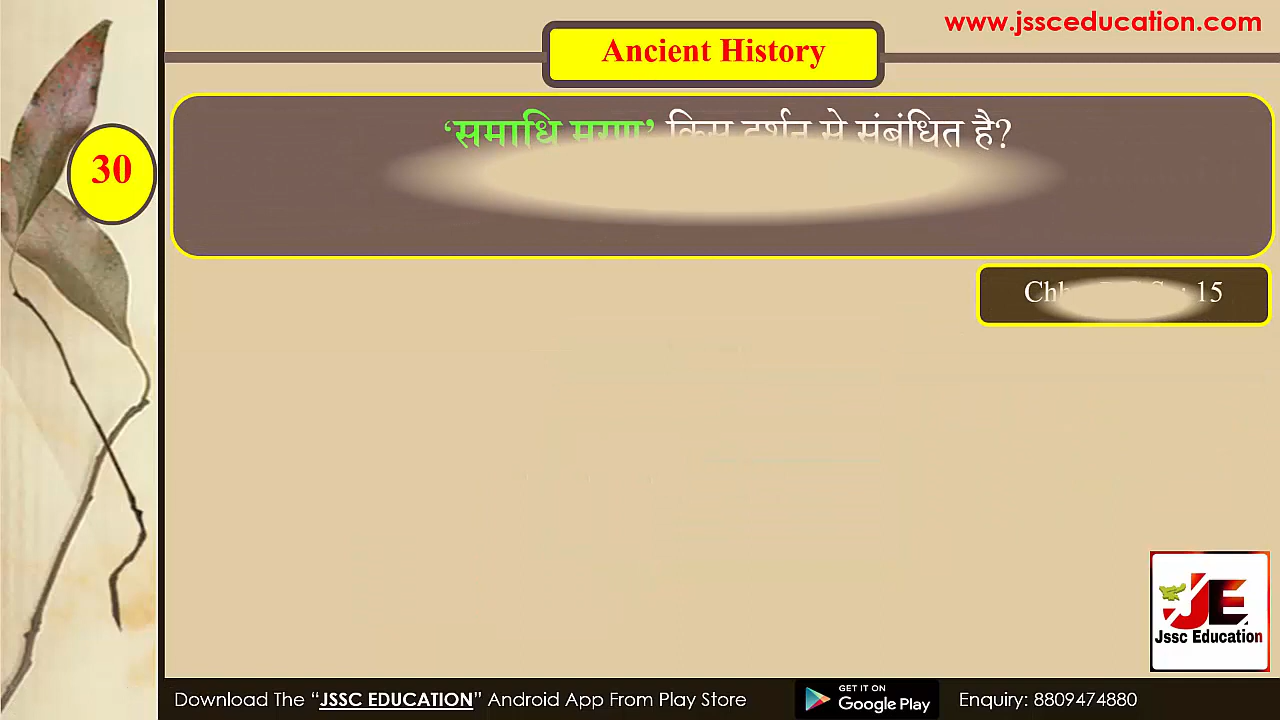 www.jssceducation.com
Ancient History
30
‘समाधि मरण’ किस दर्शन से संबंधित है?
15
JE
Jssc Education
Download The “JSSC EDUCATION” Android App From Play Store
GET IT ON
Google Play
Enquiry: 8809474880